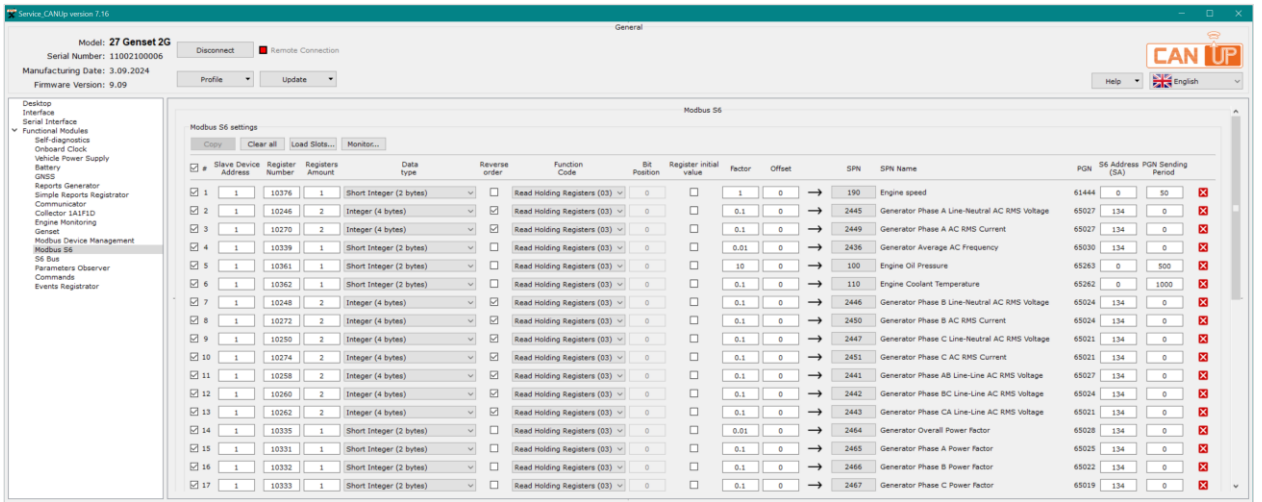 Service_CANUp version 7.16
General
Model: 27 Genset 2G
Serial Number: 11002100006
Manufacturing Date: 3.09.2024
Firmware Version: 9.09
Disconnect Remote Connection
Profile Update
CAN UP
Help English
Desktop
Interface
Serial Interface
Functional Modules
Self-diagnostics
Onboard Clock
Vehicle Power Supply
Battery
GNSS
Reports Generator
Simple Reports Registrator
Communicator
Collector 1A1F1D
Engine Monitoring
Genset
Modbus Device Management
Modbus S6
S6 Bus
Parameters Observer
Commands
Events Registrator
Modbus S6
Modbus S6 settings
Copy Clear all Load Slots... Monitor...
# Slave Device Address Register Number Registers Amount Data type Reverse order Function Code Bit Position Register initial value Factor Offset SPN SPN Name PGN S6 Address (SA) PGN Sending Period
1 1 10376 1 Short Integer (2 bytes) Read Holding Registers (03) 0 1 0 → 190 Engine speed 61444 0 50
2 1 10246 2 Integer (4 bytes) Read Holding Registers (03) 0 0.1 0 → 2445 Generator Phase A Line-Neutral AC RMS Voltage 65027 134 0
3 1 10270 2 Integer (4 bytes) Read Holding Registers (03) 0 0.1 0 → 2449 Generator Phase A AC RMS Current 65027 134 0
4 1 10339 1 Short Integer (2 bytes) Read Holding Registers (03) 0 0.01 0 → 2436 Generator Average AC Frequency 65030 134 0
5 1 10361 1 Short Integer (2 bytes) Read Holding Registers (03) 0 10 0 → 100 Engine Oil Pressure 65263 0 500
6 1 10362 1 Short Integer (2 bytes) Read Holding Registers (03) 0 0.1 0 → 110 Engine Coolant Temperature 65262 0 1000
7 1 10248 2 Integer (4 bytes) Read Holding Registers (03) 0 0.1 0 → 2446 Generator Phase B Line-Neutral AC RMS Voltage 65024 134 0
8 1 10272 2 Integer (4 bytes) Read Holding Registers (03) 0 0.1 0 → 2450 Generator Phase B AC RMS Current 65024 134 0
9 1 10250 2 Integer (4 bytes) Read Holding Registers (03) 0 0.1 0 → 2447 Generator Phase C Line-Neutral AC RMS Voltage 65021 134 0
10 1 10274 2 Integer (4 bytes) Read Holding Registers (03) 0 0.1 0 → 2451 Generator Phase C AC RMS Current 65021 134 0
11 1 10258 2 Integer (4 bytes) Read Holding Registers (03) 0 0.1 0 → 2441 Generator Phase AB Line-Line AC RMS Voltage 65027 134 0
12 1 10260 2 Integer (4 bytes) Read Holding Registers (03) 0 0.1 0 → 2442 Generator Phase BC Line-Line AC RMS Voltage 65024 134 0
13 1 10262 2 Integer (4 bytes) Read Holding Registers (03) 0 0.1 0 → 2443 Generator Phase CA Line-Line AC RMS Voltage 65021 134 0
14 1 10335 1 Short Integer (2 bytes) Read Holding Registers (03) 0 0.01 0 → 2464 Generator Overall Power Factor 65028 134 0
15 1 10331 1 Short Integer (2 bytes) Read Holding Registers (03) 0 0.1 0 → 2465 Generator Phase A Power Factor 65025 134 0
16 1 10332 1 Short Integer (2 bytes) Read Holding Registers (03) 0 0.1 0 → 2466 Generator Phase B Power Factor 65022 134 0
17 1 10333 1 Short Integer (2 bytes) Read Holding Registers (03) 0 0.1 0 → 2467 Generator Phase C Power Factor 65019 134 0